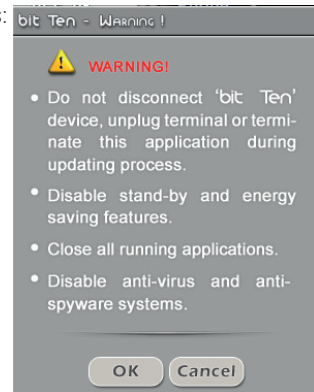 s:
bit Ten - Warning !
WARNING!
• Do not disconnect ‘bit Ten’
device, unplug terminal or termi-
nate this application during
updating process.
• Disable stand-by and energy
saving features.
• Close all running applications.
• Disable anti-virus and anti-
spyware systems.
OK Cancel